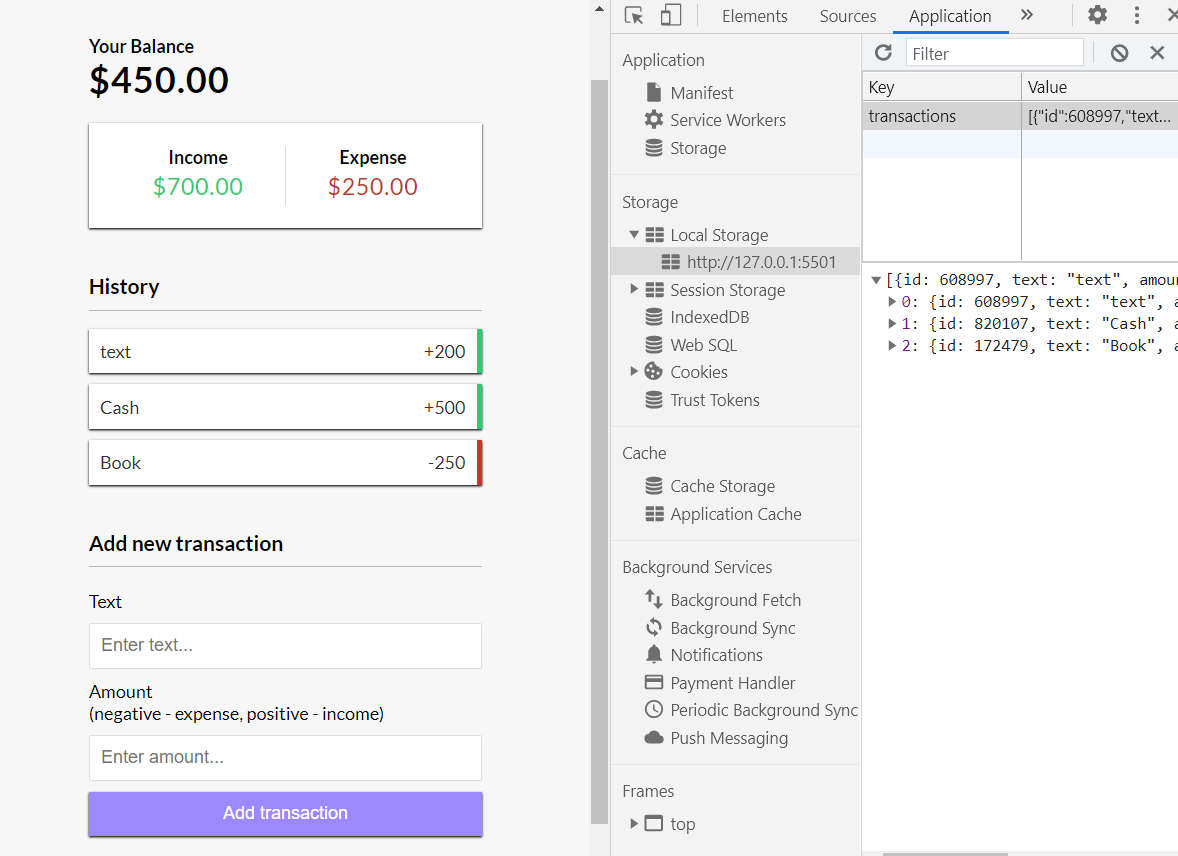 Your Balance
$450.00
Income
$700.00
Expense
$250.00
History
text +200
Cash +500
Book -250
Add new transaction
Text
Enter text...
Amount
(negative - expense, positive - income)
Enter amount...
Add transaction
Elements Sources Application »
Application
Manifest
Service Workers
Storage
Storage
Local Storage
http://127.0.0.1:5501
Session Storage
IndexedDB
Web SQL
Cookies
Trust Tokens
Cache
Cache Storage
Application Cache
Background Services
Background Fetch
Background Sync
Notifications
Payment Handler
Periodic Background Sync
Push Messaging
Frames
top
Filter
Key Value
transactions [{"id":608997,"text...
[{id: 608997, text: "text", amou
0: {id: 608997, text: "text", a
1: {id: 820107, text: "Cash", a
2: {id: 172479, text: "Book", a